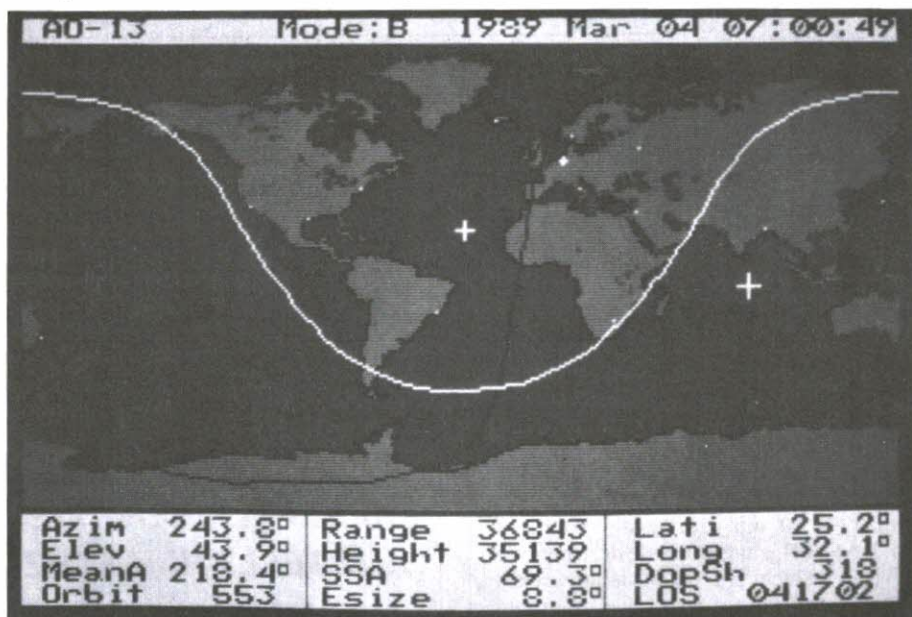 AO-13 Mode:B 1989 Mar 04 07:00:49
Azim 243.8° Range 36843 Lati 25.2°
Elev 43.9° Height 35139 Long 32.1°
MeanA 218.4° SSA 69.3° DopSh 318
Orbit 553 Esize 8.8° LOS 041702